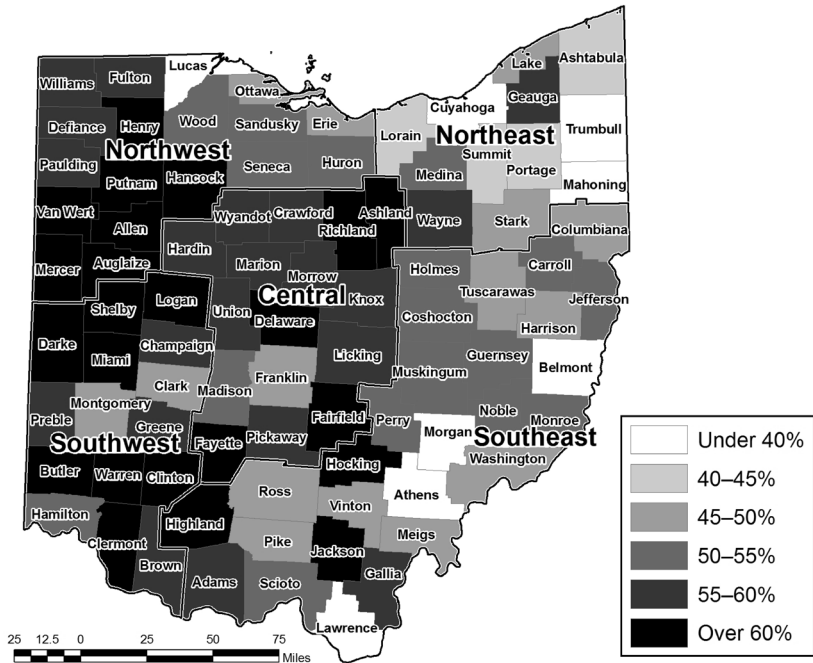 Lucas
Lake
Ashtabula
Williams
Fulton
Ottawa
Geauga
Cuyahoga
Defiance
Henry
Wood
Sandusky
Erie
Lorain
Northeast
Trumbull
Northwest
Summit
Paulding
Seneca
Huron
Medina
Portage
Putnam
Hancock
Mahoning
Van Wert
Wyandot
Crawford
Ashland
Wayne
Stark
Allen
Richland
Columbiana
Hardin
Mercer
Auglaize
Marion
Morrow
Holmes
Carroll
Central
Knox
Tuscarawas
Jefferson
Logan
Shelby
Union
Delaware
Coshocton
Harrison
Darke
Champaign
Licking
Guernsey
Miami
Belmont
Clark
Madison
Franklin
Muskingum
Montgomery
Preble
Greene
Fairfield
Perry
Noble
Monroe
Southwest
Fayette
Pickaway
Morgan
Southeast
Washington
Butler
Warren
Clinton
Hocking
Ross
Athens
Vinton
Hamilton
Highland
Meigs
Clermont
Pike
Jackson
Brown
Adams
Scioto
Gallia
Lawrence
Under 40%
40–45%
45–50%
50–55%
55–60%
Over 60%
25 12.5 0 25 50 75
Miles